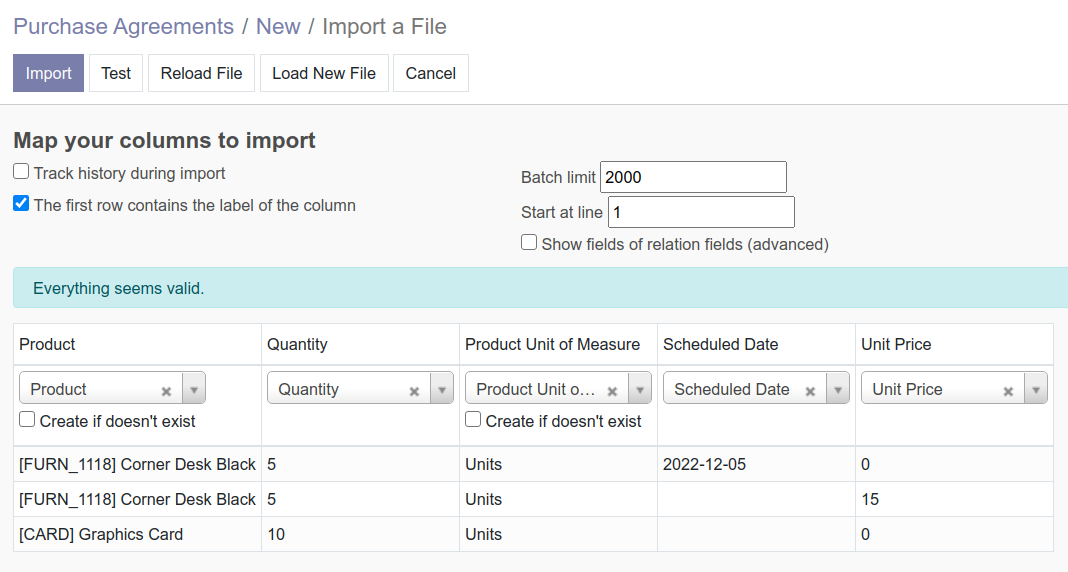 Purchase Agreements / New / Import a File
Import Test Reload File Load New File Cancel
Map your columns to import
Track history during import
Batch limit 2000
The first row contains the label of the column
Start at line 1
Show fields of relation fields (advanced)
Everything seems valid.
Product Quantity Product Unit of Measure Scheduled Date Unit Price
Product Quantity Product Unit o... Scheduled Date Unit Price
Create if doesn't exist Create if doesn't exist
[FURN_1118] Corner Desk Black 5 Units 2022-12-05 0
[FURN_1118] Corner Desk Black 5 Units 15
[CARD] Graphics Card 10 Units 0